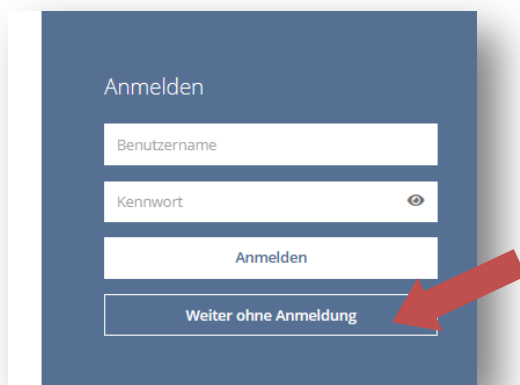 Anmelden
Benutzername
Kennwort
Anmelden
Weiter ohne Anmeldung